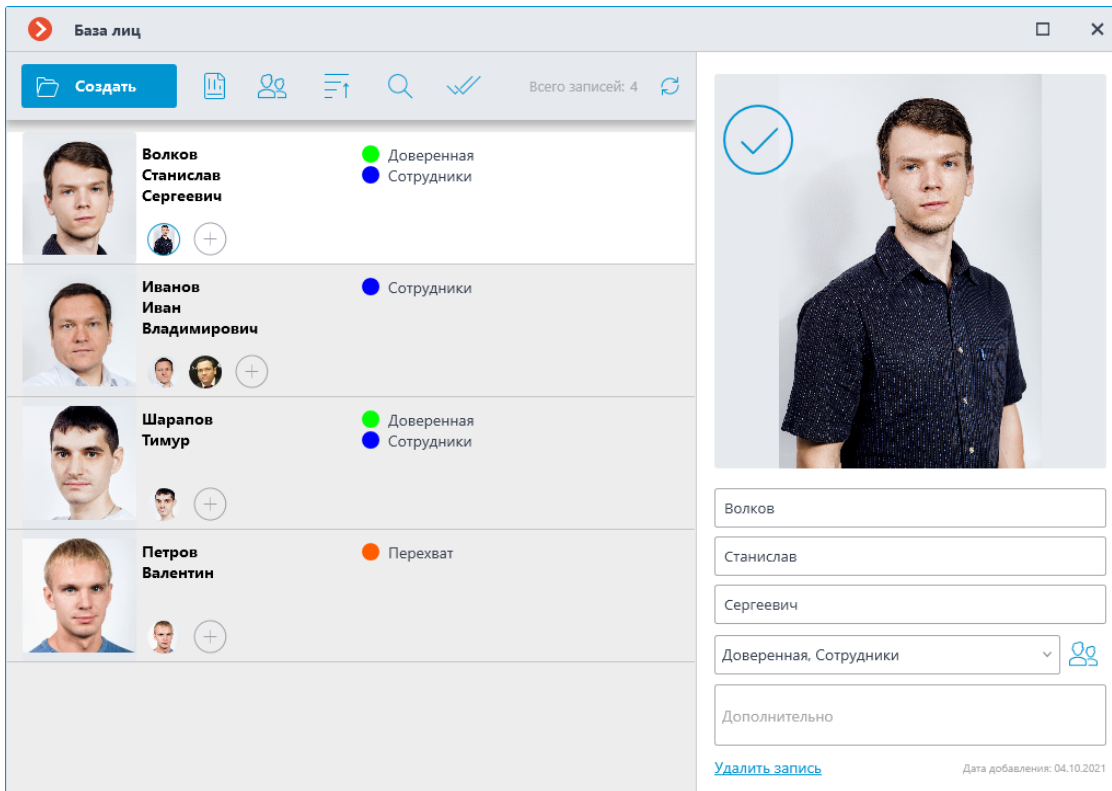 База лиц
Создать
Всего записей: 4
Волков
Станислав
Сергеевич
Доверенная
Сотрудники
Иванов
Иван
Владимирович
Сотрудники
Шарапов
Тимур
Доверенная
Сотрудники
Петров
Валентин
Перехват
Волков
Станислав
Сергеевич
Доверенная, Сотрудники
Дополнительно
Удалить запись
Дата добавления: 04.10.2021